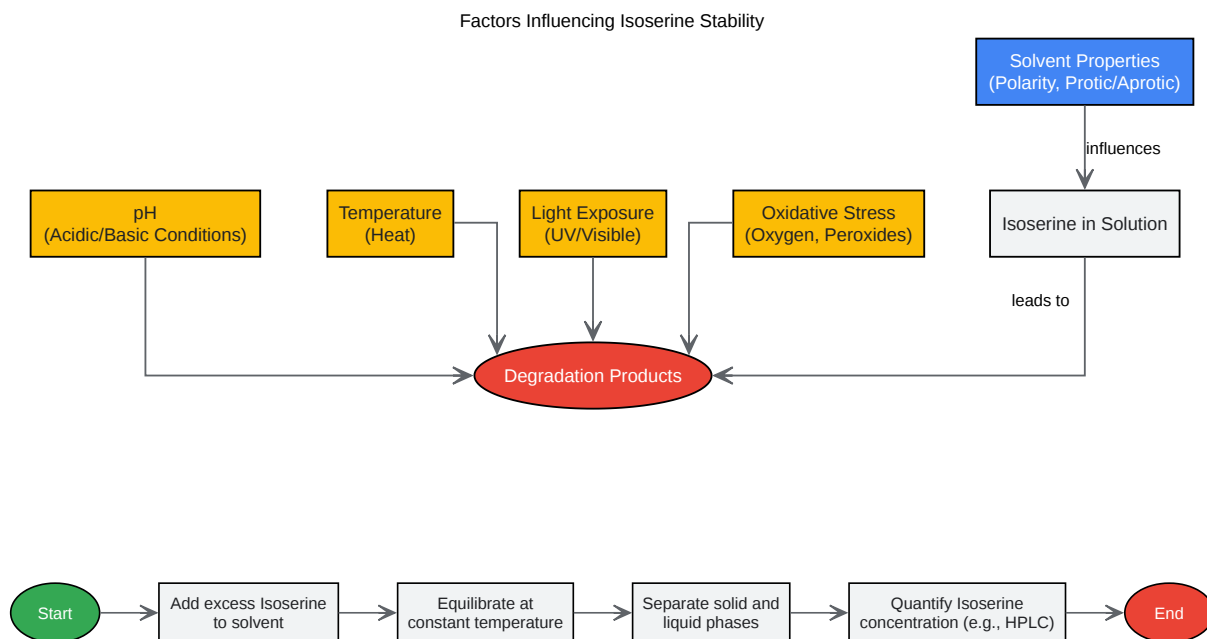 Factors Influencing Isoserine Stability
Solvent Properties
(Polarity, Protic/Aprotic)
influences
pH
(Acidic/Basic Conditions)
Temperature
(Heat)
Light Exposure
(UV/Visible)
Oxidative Stress
(Oxygen, Peroxides)
Isoserine in Solution
leads to
Degradation Products
Start
Add excess Isoserine
to solvent
Equilibrate at
constant temperature
Separate solid and
liquid phases
Quantify Isoserine
concentration (e.g., HPLC)
End